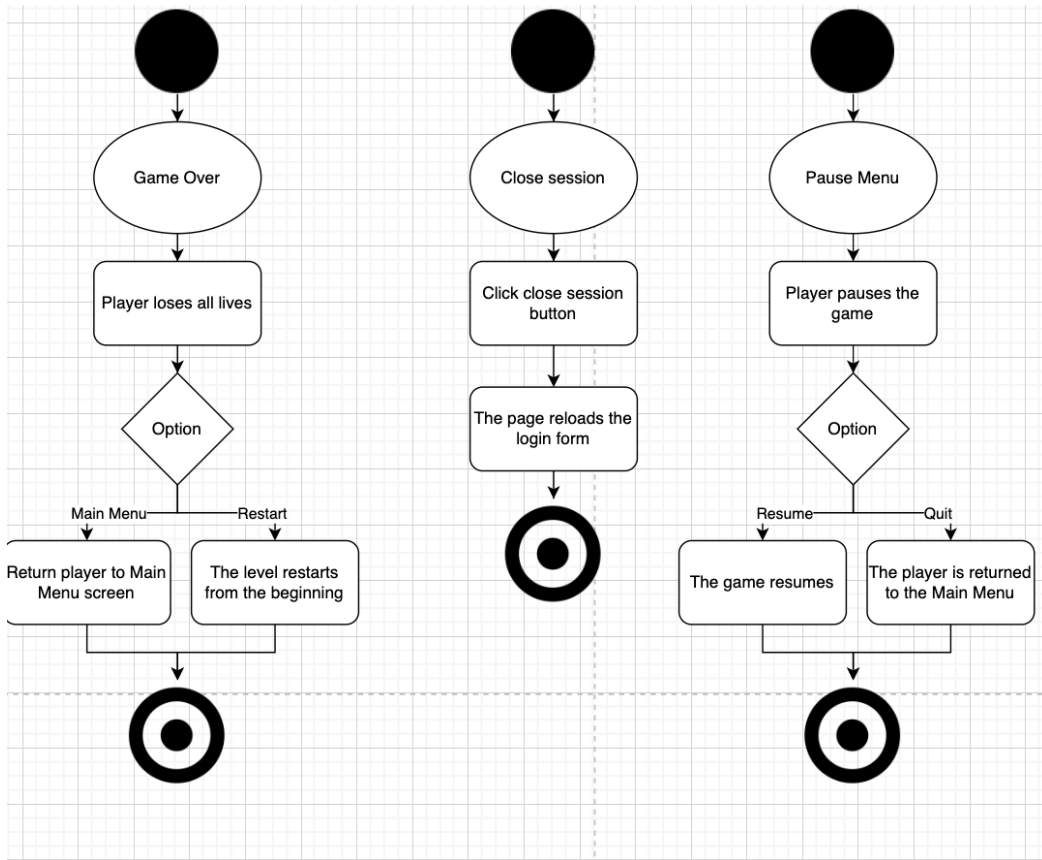 Game Over
Player loses all lives
Option
Main Menu
Restart
Return player to Main
Menu screen
The level restarts
from the beginning
Close session
Click close session
button
The page reloads the
login form
Pause Menu
Player pauses the
game
Option
Resume
Quit
The game resumes
The player is returned
to the Main Menu